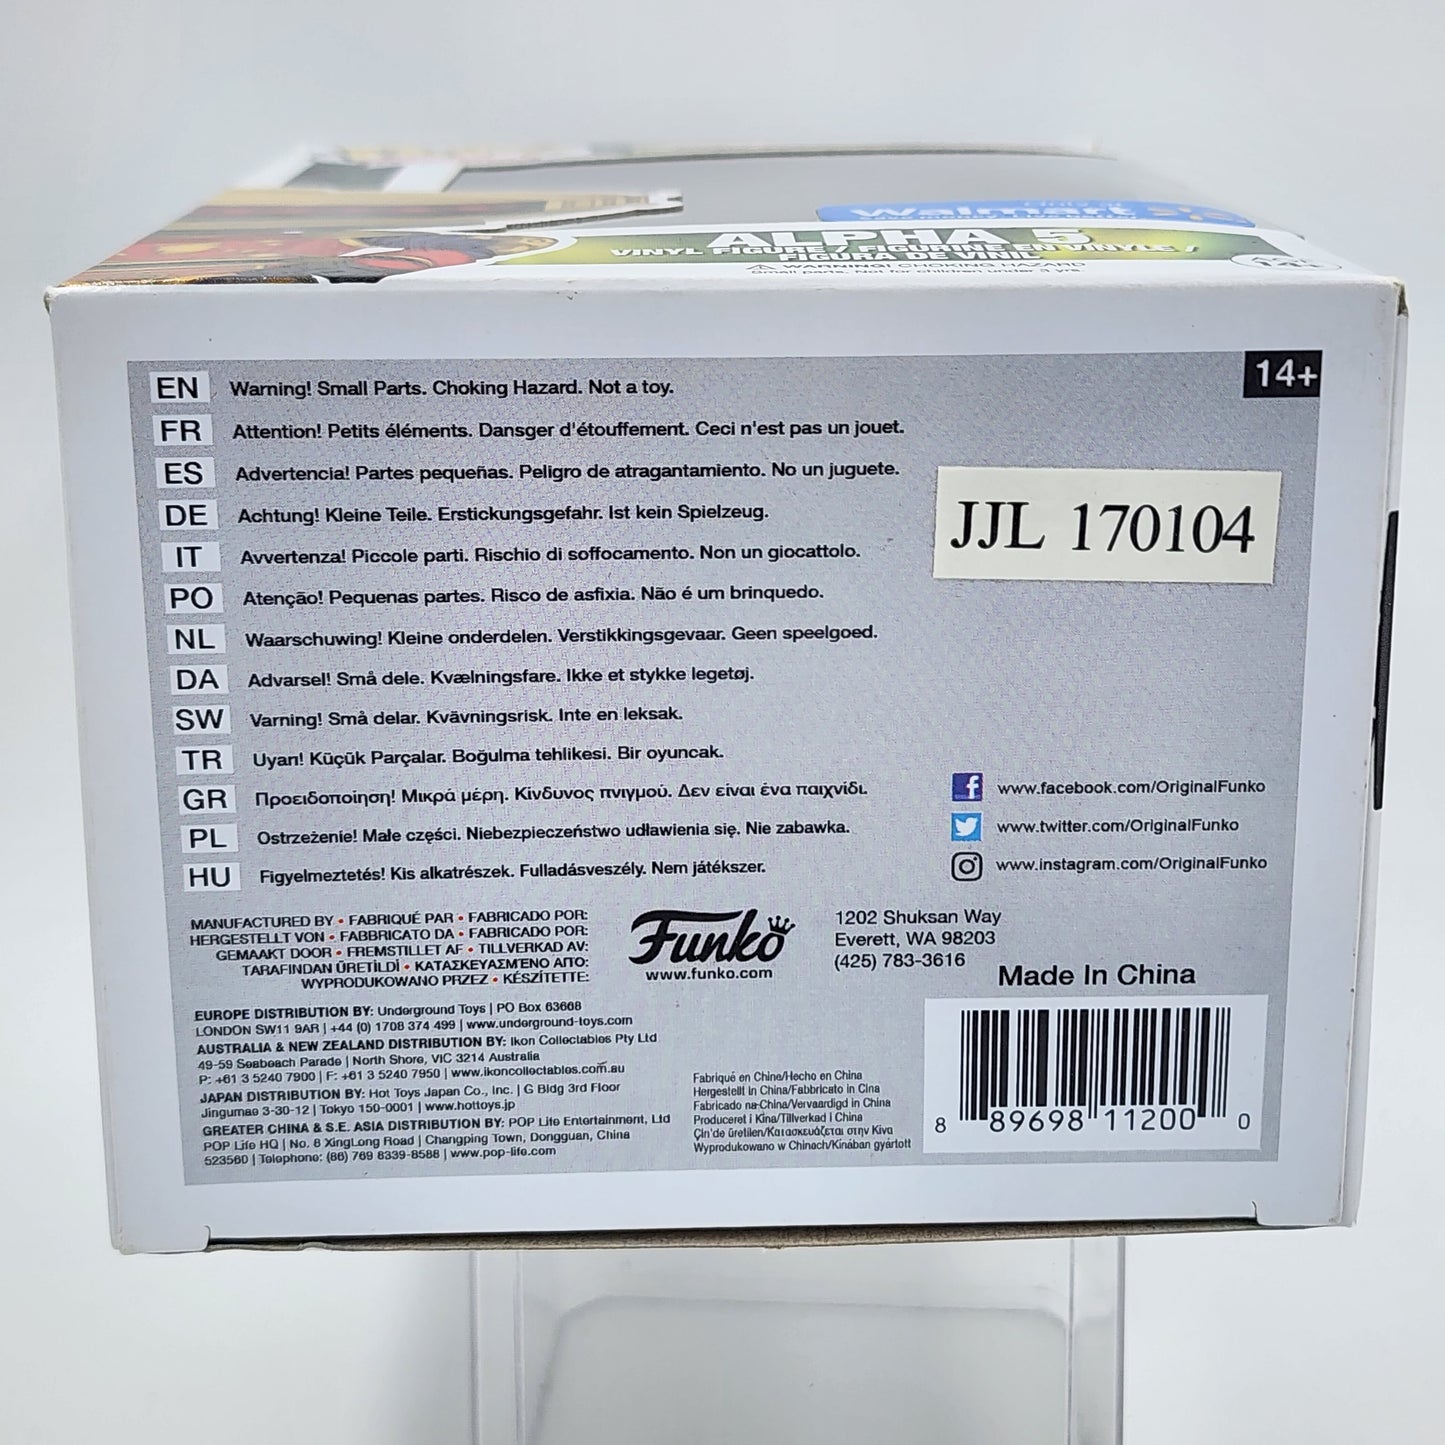 Only at
Walmart
Save money. Live better.
ALPHA 5
VINYL FIGURE / FIGURINE EN VINYLE /
FIGURA DE VINIL
WARNING! CHOKING HAZARD
Small parts. Not for children under 3 yrs
AGE
14+
14+
EN Warning! Small Parts. Choking Hazard. Not a toy.
FR Attention! Petits éléments. Dansger d'étouffement. Ceci n'est pas un jouet.
ES Advertencia! Partes pequeñas. Peligro de atragantamiento. No un juguete.
DE Achtung! Kleine Teile. Erstickungsgefahr. Ist kein Spielzeug.
IT Avvertenza! Piccole parti. Rischio di soffocamento. Non un giocattolo.
PO Atenção! Pequenas partes. Risco de asfixia. Não é um brinquedo.
NL Waarschuwing! Kleine onderdelen. Verstikkingsgevaar. Geen speelgoed.
DA Advarsel! Små dele. Kvælningsfare. Ikke et stykke legetøj.
SW Varning! Små delar. Kvävningsrisk. Inte en leksak.
TR Uyarı! Küçük Parçalar. Boğulma tehlikesi. Bir oyuncak.
GR Προειδοποίηση! Μικρά μέρη. Κίνδυνος πνιγμού. Δεν είναι ένα παιχνίδι.
PL Ostrzeżenie! Małe części. Niebezpieczeństwo udławienia się. Nie zabawka.
HU Figyelmeztetés! Kis alkatrészek. Fulladásveszély. Nem játékszer.
JJL 170104
www.facebook.com/OriginalFunko
www.twitter.com/OriginalFunko
www.instagram.com/OriginalFunko
MANUFACTURED BY • FABRIQUÉ PAR • FABRICADO POR:
HERGESTELLT VON • FABBRICATO DA • FABRICADO POR:
GEMAAKT DOOR • FREMSTILLET AF • TILLVERKAD AV:
TARAFINDAN ÜRETİLDİ • ΚΑΤΑΣΚΕΥΑΣΜΈΝΟ ΑΠΌ:
WYPRODUKOWANO PRZEZ • KÉSZÍTETTE:
Funko
www.funko.com
1202 Shuksan Way
Everett, WA 98203
(425) 783-3616
Made In China
EUROPE DISTRIBUTION BY: Underground Toys | PO Box 63668
LONDON SW11 9AR | +44 (0) 1708 374 499 | www.underground-toys.com
AUSTRALIA & NEW ZEALAND DISTRIBUTION BY: Ikon Collectables Pty Ltd
49-59 Seabeach Parade | North Shore, VIC 3214 Australia
P: +61 3 5240 7900 | F: +61 3 5240 7950 | www.ikoncollectables.com.au
JAPAN DISTRIBUTION BY: Hot Toys Japan Co., Inc. | G Bldg 3rd Floor
Jingumae 3-30-12 | Tokyo 150-0001 | www.hottoys.jp
GREATER CHINA & S.E. ASIA DISTRIBUTION BY: POP Life Entertainment, Ltd
POP Life HQ | No. 8 XingLong Road | Changping Town, Dongguan, China
523560 | Telephone: (86) 769 8339-8588 | www.pop-life.com
Fabriqué en Chine/Hecho en China
Hergestellt in China/Fabbricato in Cina
Fabricado na China/Vervaardigd in China
Produceret i Kina/Tillverkad i China
Çin'de üretilen/Κατασκευάζεται στην Κίνα
Wyprodukowano w Chinach/Kínában gyártott
8 89698 11200 0